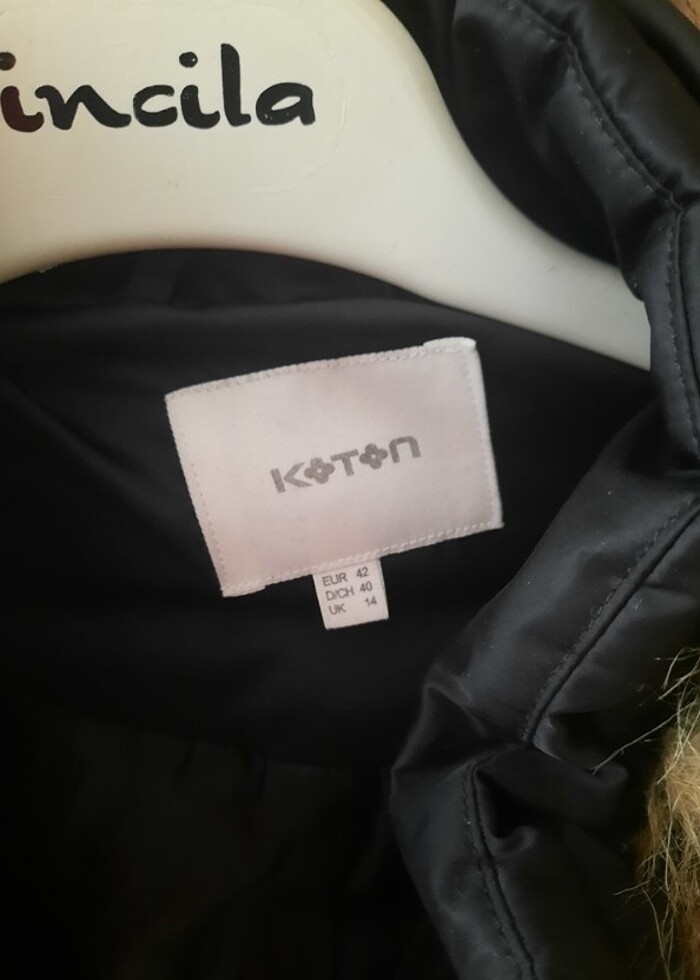 incila
KOTON
EUR 42
D/CH 40
UK 14